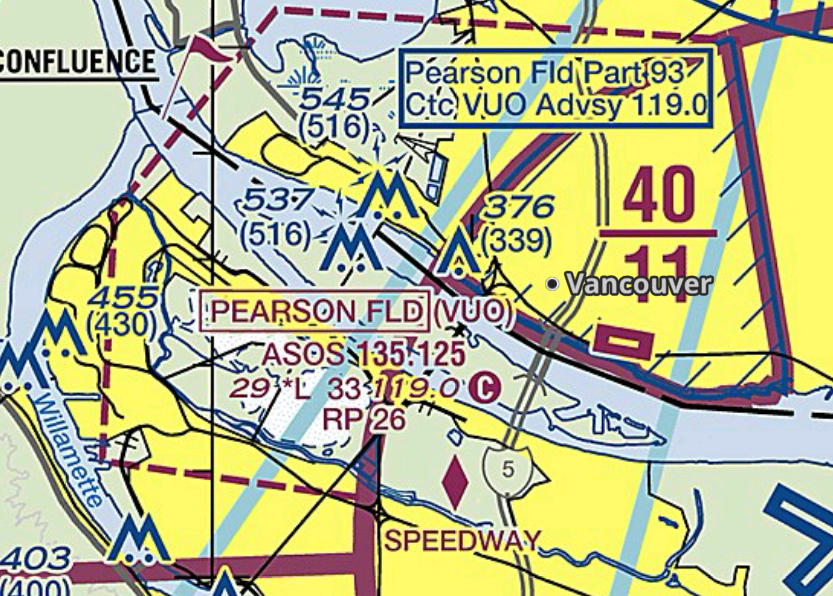 CONFLUENCE
Pearson Fld Part 93
Ctc VUO Advsy 119.0
545
(516)
40
11
537
(516)
376
(339)
Vancouver
455
(430)
PEARSON FLD (VUO)
ASOS 135.125
29 *L 33 119.0 C
RP 26
Willamette
5
SPEEDWAY
403
(400)